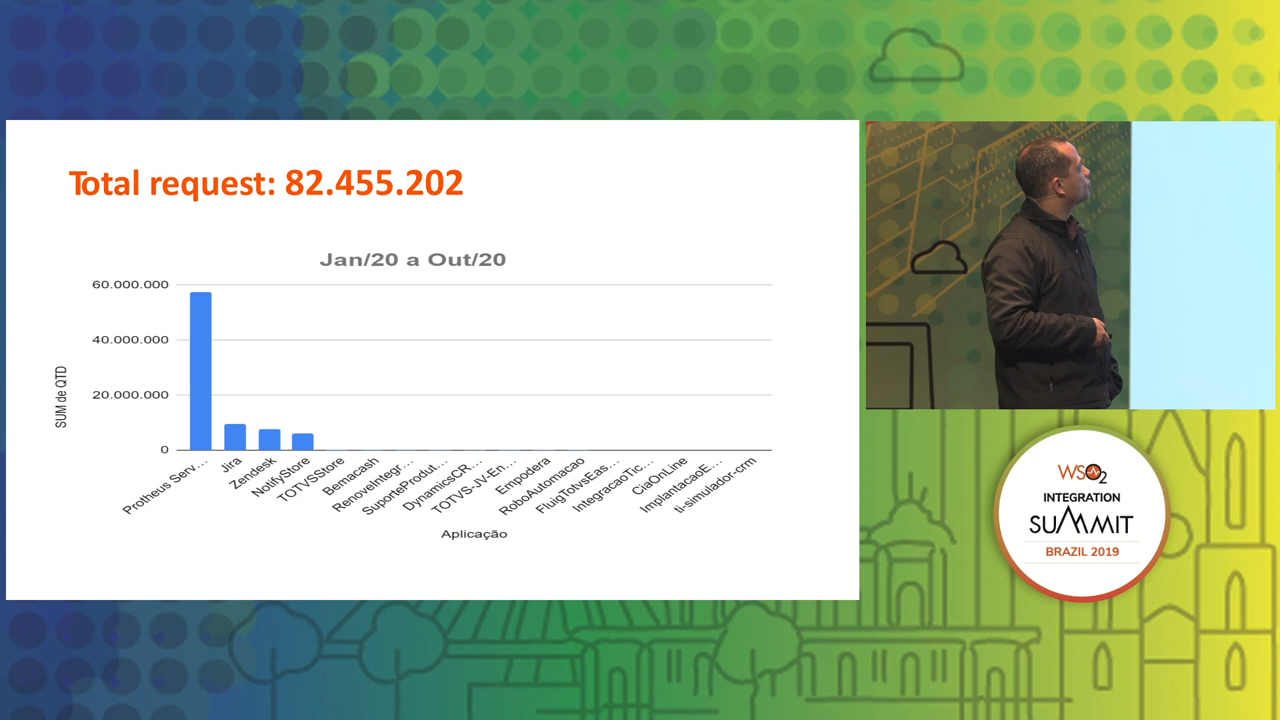 Total request: 82.455.202
Jan/20 a Out/20
60.000.000
40.000.000
20.000.000
0
SUM de QTD
Protheus Serv...
Jira
Zendesk
NotifyStore
TOTVSStore
Bemacash
RenoveIntegr...
SuporteProdut...
DynamicsCR...
TOTVS-JV-En...
Empodera
RoboAutomacao
FluigTotvsEas...
IntegracaoTic...
CiaOnLine
ImplantacaoE...
ti-simulador-crm
Aplicação
WSO2
INTEGRATION
SUMMIT
BRAZIL 2019